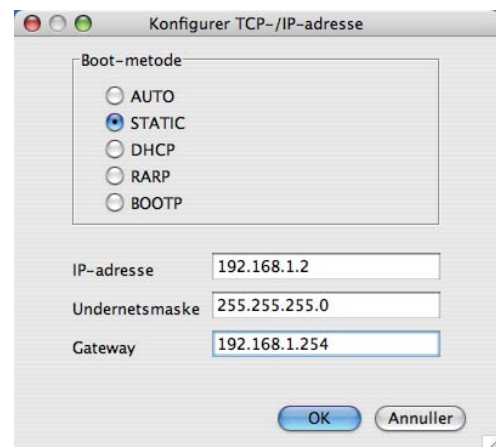 Konfigurer TCP-/IP-adresse
Boot-metode
AUTO
STATIC
DHCP
RARP
BOOTP
IP-adresse 192.168.1.2
Undernetsmaske 255.255.255.0
Gateway 192.168.1.254
OK Annuller